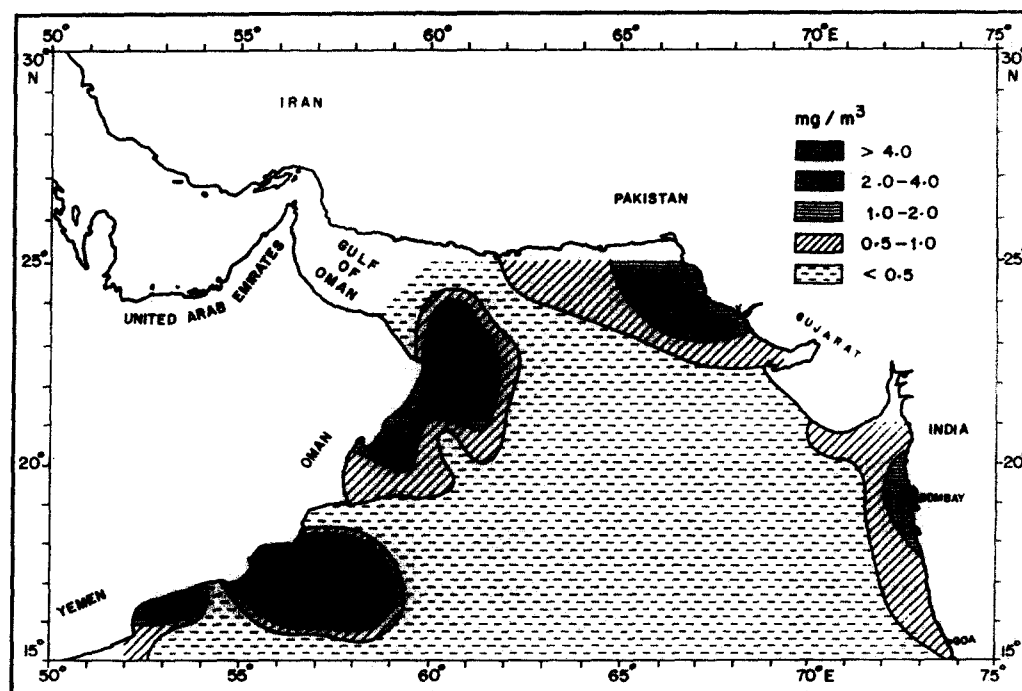 50° 55° 60° 65° 70° 75°
30° N
30° N
IRAN
mg / m³
> 4.0
2.0-4.0
1.0-2.0
0.5-1.0
< 0.5
PAKISTAN
GULF OF OMAN
25°
25°
UNITED ARAB EMIRATES
GUJARAT
INDIA
OMAN
20°
20°
BOMBAY
YEMEN
GOA
15°
15°
50° 55° 60° 65° 70°E 75°